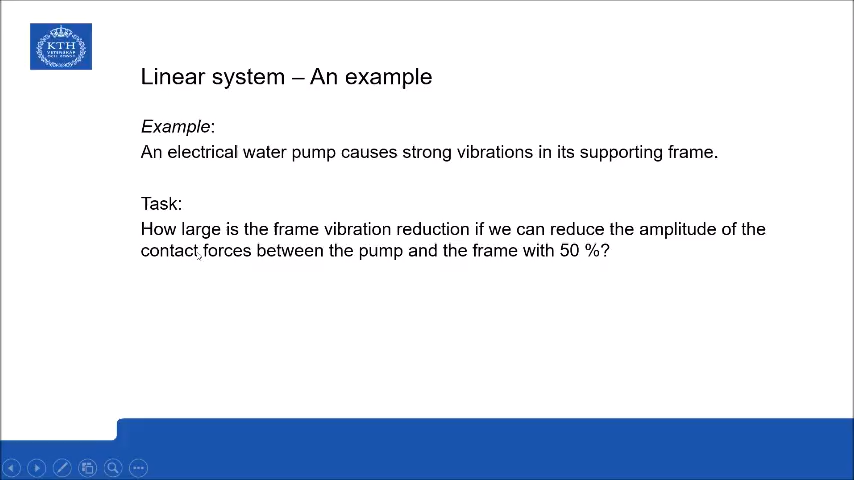 KTH
VETENSKAP
OCH KONST
Linear system – An example
Example:
An electrical water pump causes strong vibrations in its supporting frame.
Task:
How large is the frame vibration reduction if we can reduce the amplitude of the
contact forces between the pump and the frame with 50 %?